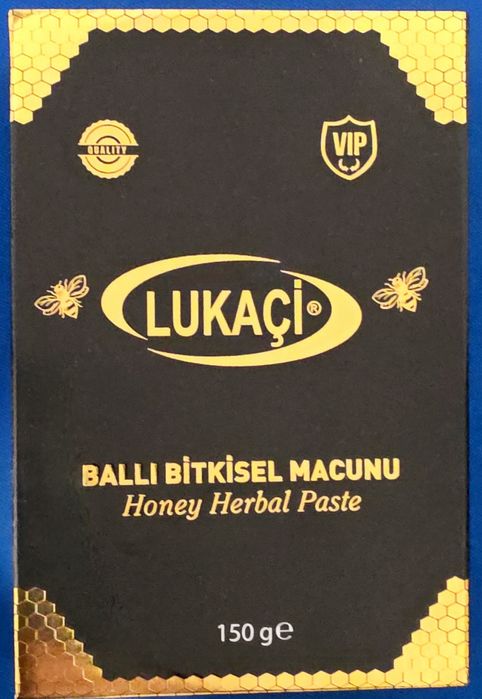 QUALITY
VIP
LUKAÇİ®
BALLI BİTKİSEL MACUNU
Honey Herbal Paste
150 g℮